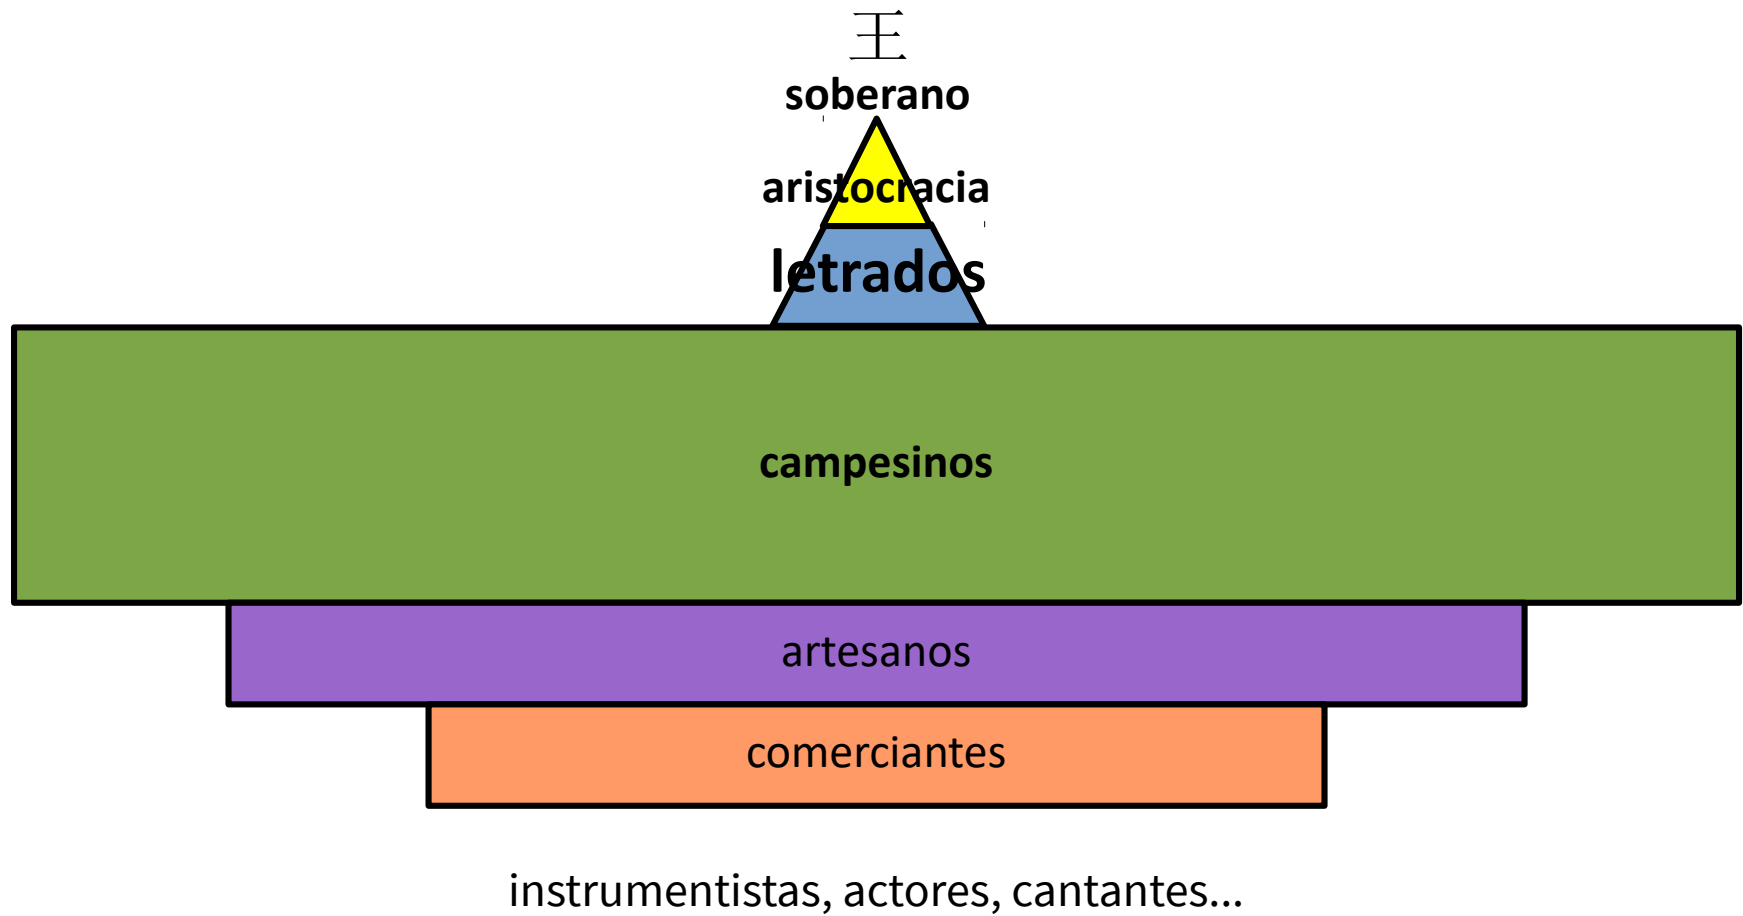 王
soberano
aristocracia
letrados
campesinos
artesanos
comerciantes
instrumentistas, actores, cantantes...